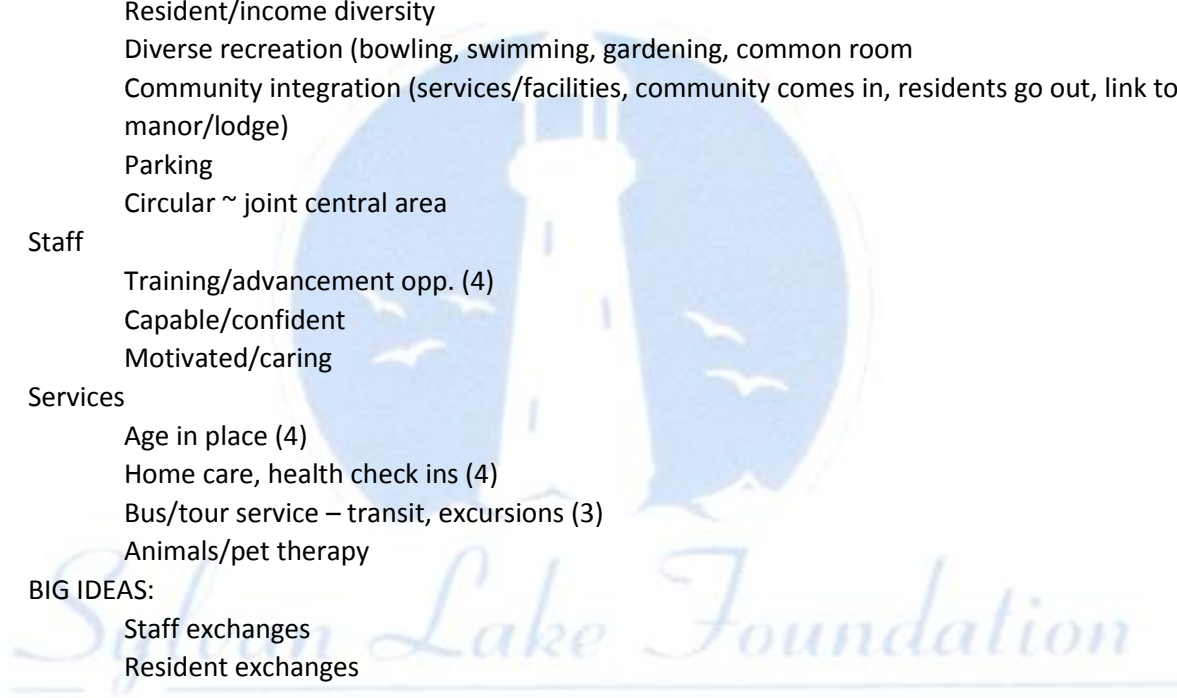 Resident/income diversity
Diverse recreation (bowling, swimming, gardening, common room
Community integration (services/facilities, community comes in, residents go out, link to
manor/lodge)
Parking
Circular ~ joint central area
Staff
Training/advancement opp. (4)
Capable/confident
Motivated/caring
Services
Age in place (4)
Home care, health check ins (4)
Bus/tour service – transit, excursions (3)
Animals/pet therapy
BIG IDEAS:
Staff exchanges
Resident exchanges
Sylvan Lake Foundation